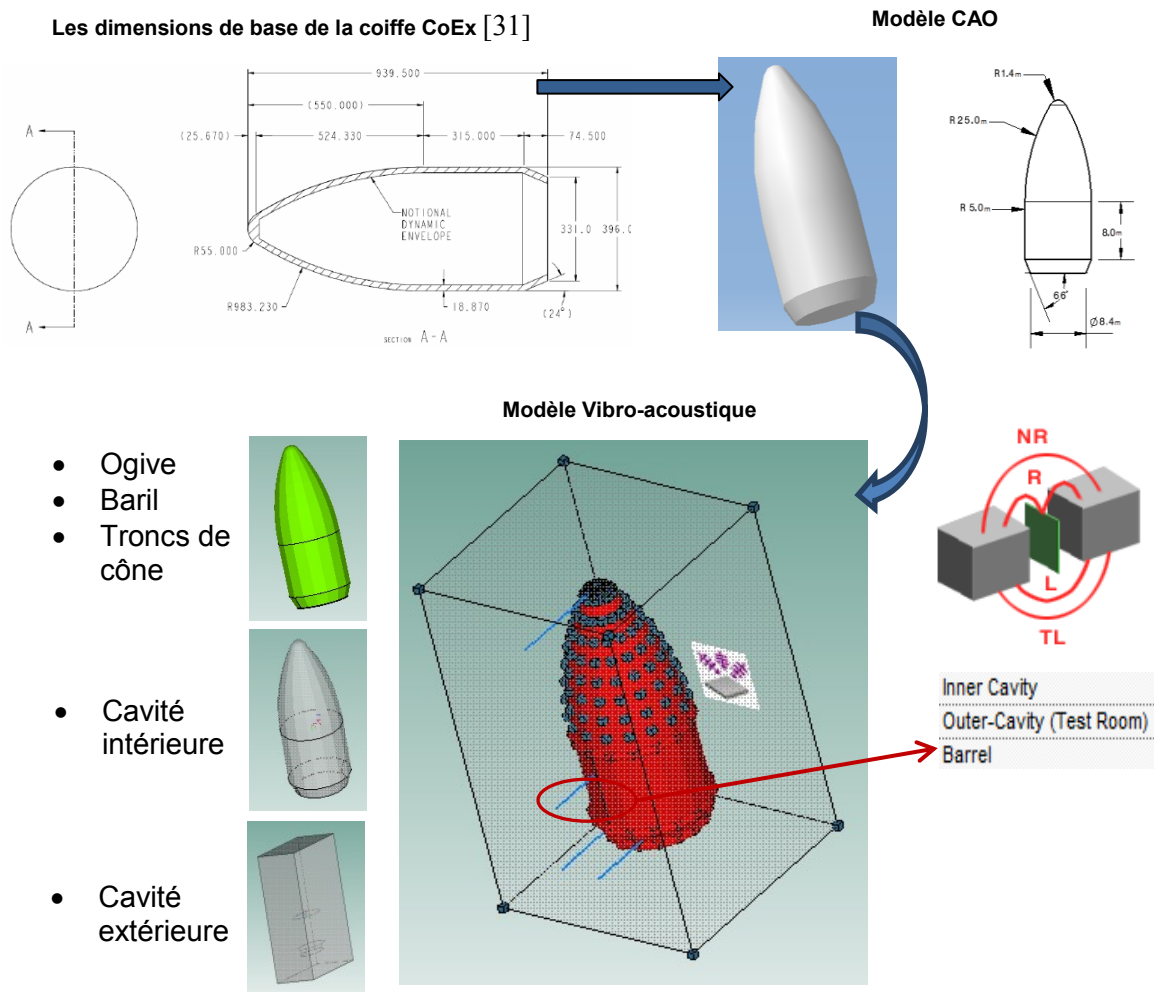 Les dimensions de base de la coiffe CoEx [31]
Modèle CAO
939.500
(550.000)
(25.670)
524.330
315.000
74.500
A
A
NOTIONAL
DYNAMIC
ENVELOPE
331.0
396.0
R55.000
R983.230
18.870
(24°)
SECTION A-A
R1.4m
R25.0m
R5.0m
8.0m
66°
Ø8.4m
Modèle Vibro-acoustique
• Ogive
• Baril
• Troncs de
cône
• Cavité
intérieure
• Cavité
extérieure
NR
R
L
TL
Inner Cavity
Outer-Cavity (Test Room)
Barrel